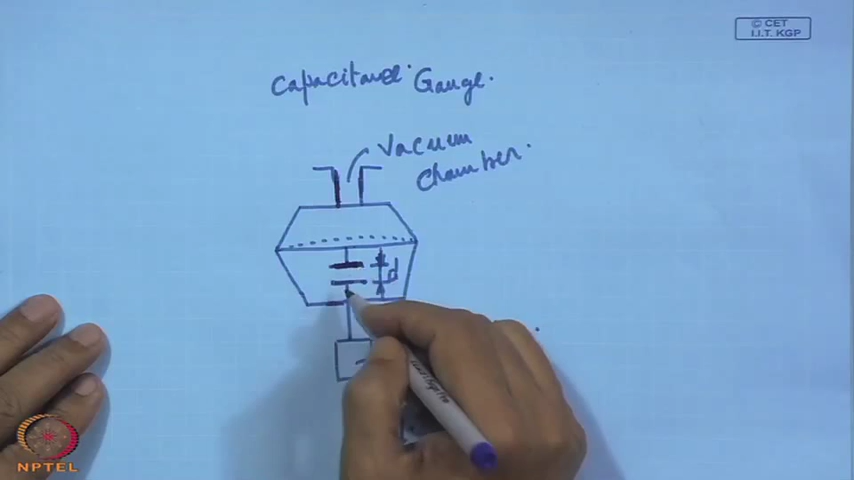 © CET
I.I.T. KGP
Capacitance Gauge.
Vacuum
Chamber.
d
NPTEL